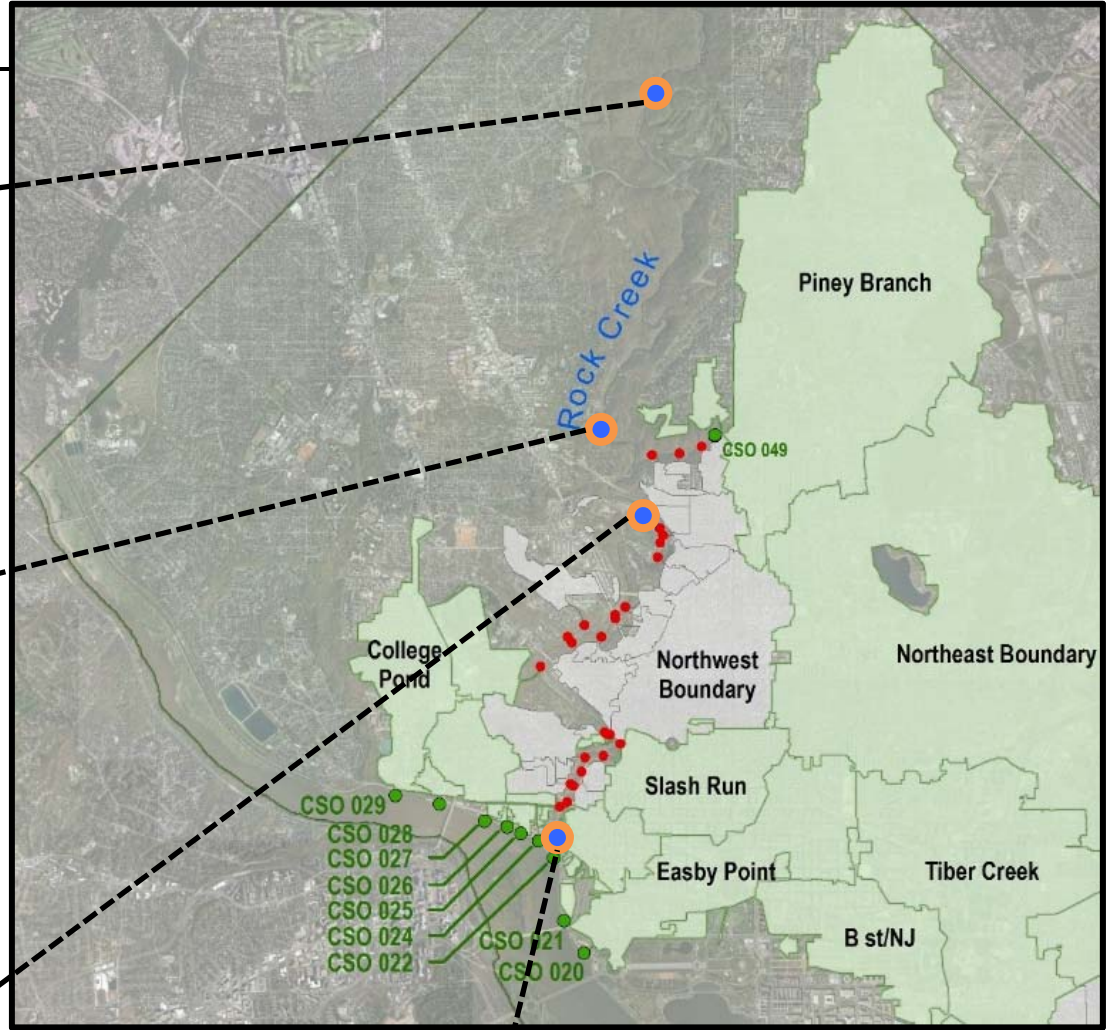 Piney Branch
Rock Creek
CSO 049
College
Pond
Northwest
Boundary
Northeast Boundary
Slash Run
CSO 029
CSO 028
CSO 027
CSO 026
CSO 025
CSO 024
CSO 022
Easby Point
Tiber Creek
B st/NJ
CSO 021
CSO 020